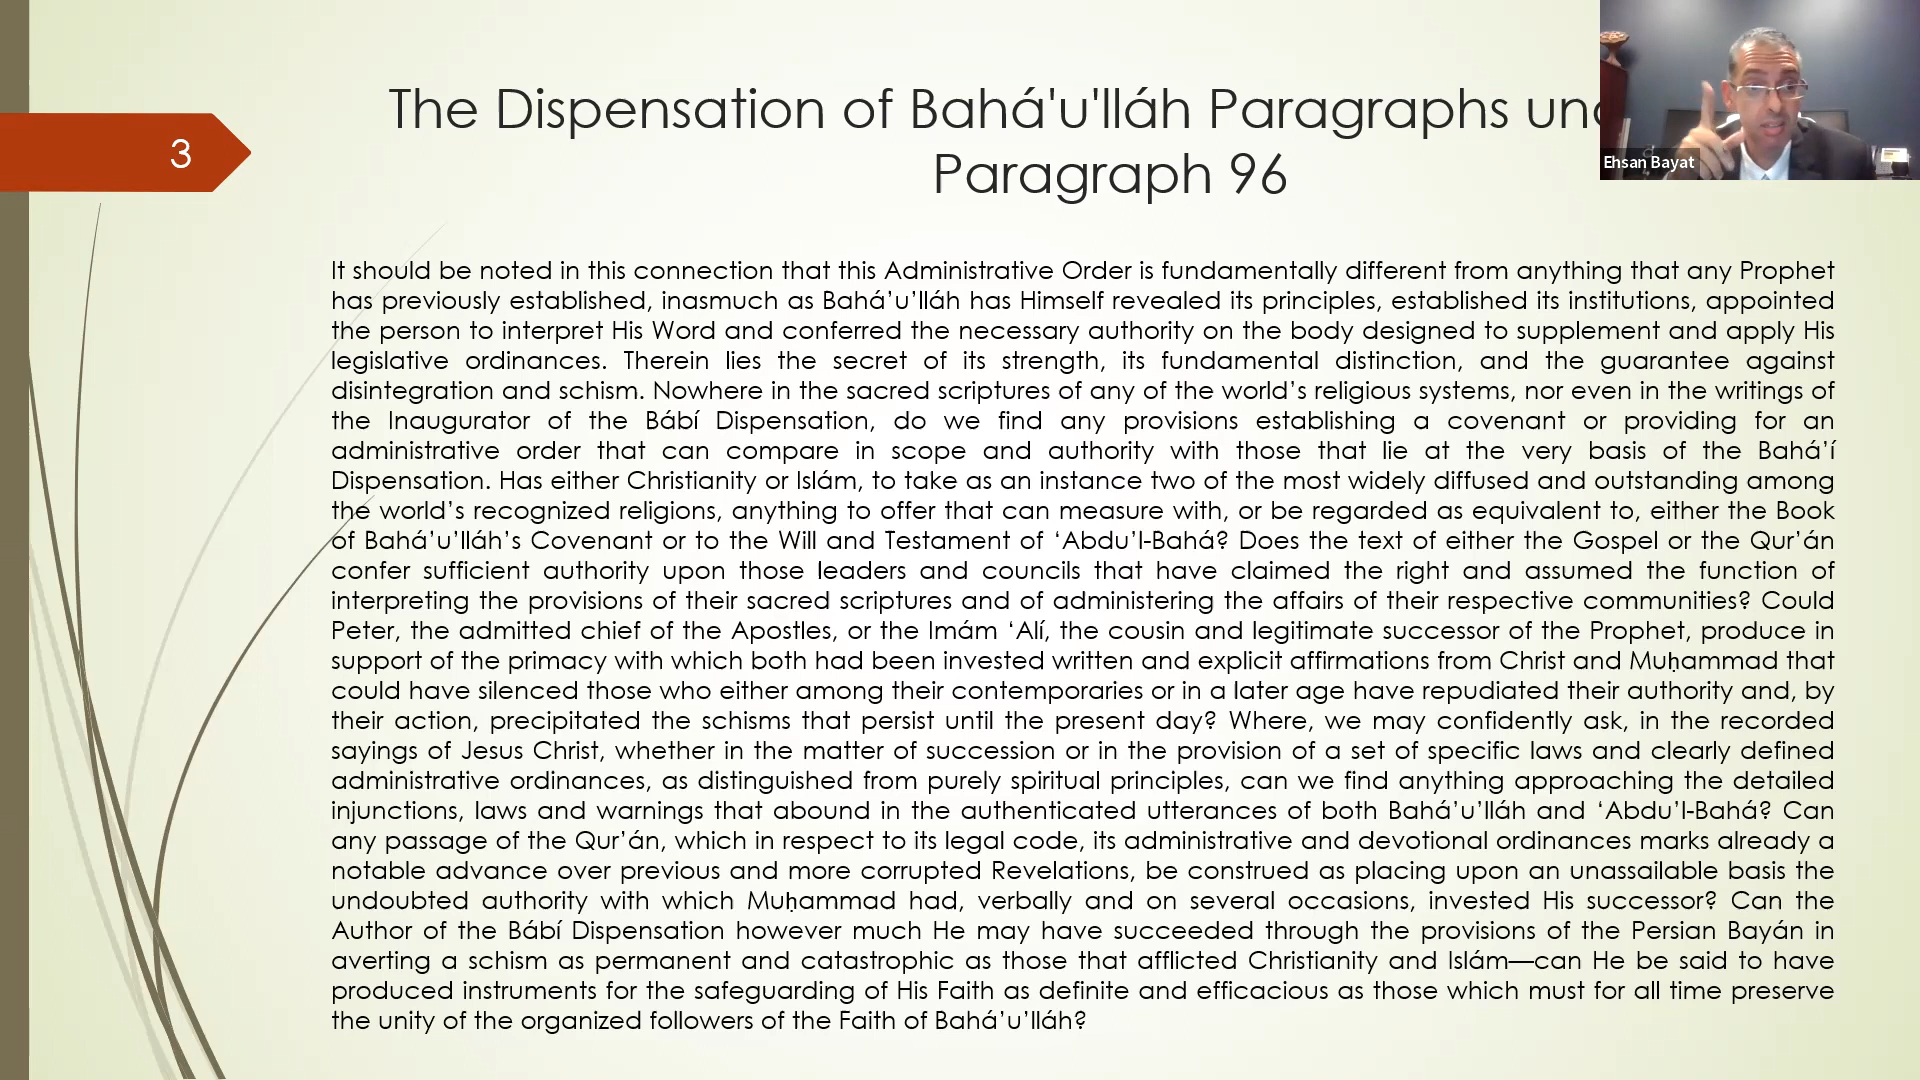 3
The Dispensation of Bahá'u'lláh Paragraphs
Paragraph 96
Ehsan Bayat
It should be noted in this connection that this Administrative Order is fundamentally different from anything that any Prophet
has previously established, inasmuch as Bahá’u’lláh has Himself revealed its principles, established its institutions, appointed
the person to interpret His Word and conferred the necessary authority on the body designed to supplement and apply His
legislative ordinances. Therein lies the secret of its strength, its fundamental distinction, and the guarantee against
disintegration and schism. Nowhere in the sacred scriptures of any of the world’s religious systems, nor even in the writings of
the Inaugurator of the Bábí Dispensation, do we find any provisions establishing a covenant or providing for an
administrative order that can compare in scope and authority with those that lie at the very basis of the Bahá’í
Dispensation. Has either Christianity or Islám, to take as an instance two of the most widely diffused and outstanding among
the world’s recognized religions, anything to offer that can measure with, or be regarded as equivalent to, either the Book
of Bahá’u’lláh’s Covenant or to the Will and Testament of ‘Abdu’l-Bahá? Does the text of either the Gospel or the Qur’án
confer sufficient authority upon those leaders and councils that have claimed the right and assumed the function of
interpreting the provisions of their sacred scriptures and of administering the affairs of their respective communities? Could
Peter, the admitted chief of the Apostles, or the Imám ‘Alí, the cousin and legitimate successor of the Prophet, produce in
support of the primacy with which both had been invested written and explicit affirmations from Christ and Muḥammad that
could have silenced those who either among their contemporaries or in a later age have repudiated their authority and, by
their action, precipitated the schisms that persist until the present day? Where, we may confidently ask, in the recorded
sayings of Jesus Christ, whether in the matter of succession or in the provision of a set of specific laws and clearly defined
administrative ordinances, as distinguished from purely spiritual principles, can we find anything approaching the detailed
injunctions, laws and warnings that abound in the authenticated utterances of both Bahá’u’lláh and ‘Abdu’l-Bahá? Can
any passage of the Qur’án, which in respect to its legal code, its administrative and devotional ordinances marks already a
notable advance over previous and more corrupted Revelations, be construed as placing upon an unassailable basis the
undoubted authority with which Muḥammad had, verbally and on several occasions, invested His successor? Can the
Author of the Bábí Dispensation however much He may have succeeded through the provisions of the Persian Bayán in
averting a schism as permanent and catastrophic as those that afflicted Christianity and Islám—can He be said to have
produced instruments for the safeguarding of His Faith as definite and efficacious as those which must for all time preserve
the unity of the organized followers of the Faith of Bahá’u’lláh?